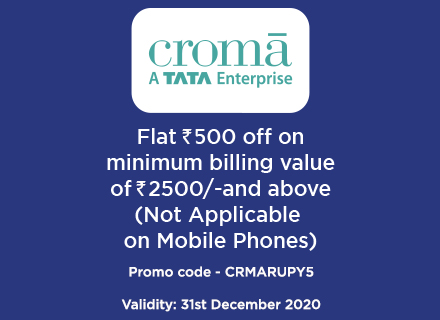 cromā
A TATA Enterprise
Flat ₹500 off on
minimum billing value
of ₹2500/-and above
(Not Applicable
on Mobile Phones)
Promo code - CRMARUPY5
Validity: 31st December 2020